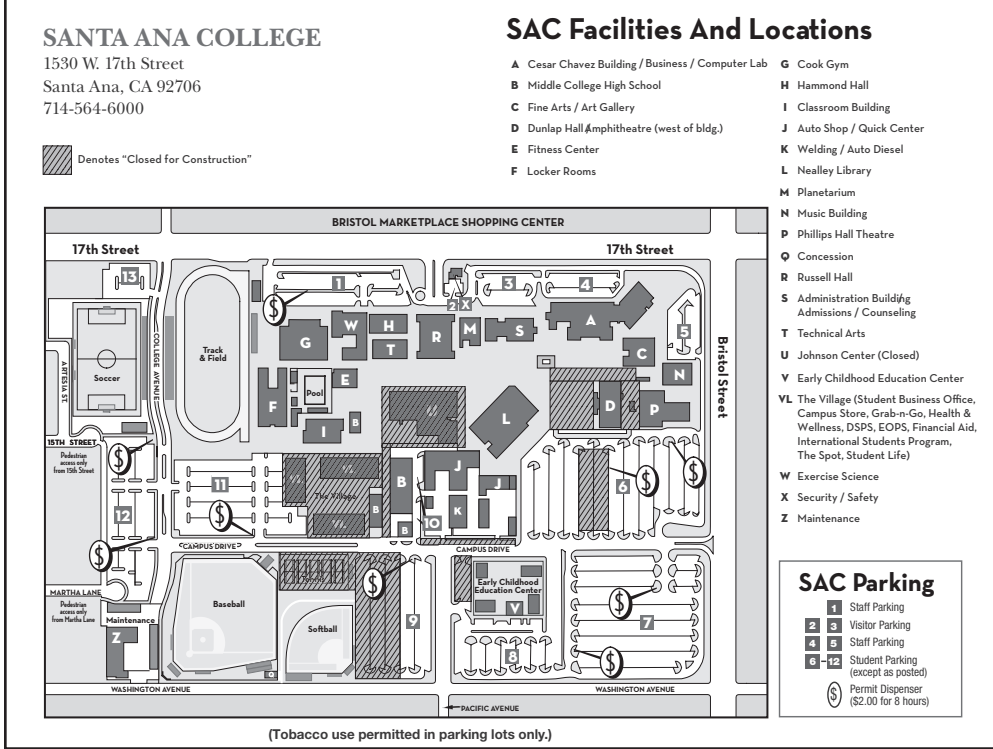 SANTA ANA COLLEGE
1530 W. 17th Street
Santa Ana, CA 92706
714-564-6000
Denotes "Closed for Construction"
SAC Facilities And Locations
A Cesar Chavez Building / Business / Computer Lab
B Middle College High School
C Fine Arts / Art Gallery
D Dunlap Hall/Amphitheatre (west of bldg.)
E Fitness Center
F Locker Rooms
G Cook Gym
H Hammond Hall
I Classroom Building
J Auto Shop / Quick Center
K Welding / Auto Diesel
L Nealley Library
M Planetarium
N Music Building
P Phillips Hall Theatre
Q Concession
R Russell Hall
S Administration Building/
Admissions / Counseling
T Technical Arts
U Johnson Center (Closed)
V Early Childhood Education Center
VL The Village (Student Business Office,
Campus Store, Grab-n-Go, Health &
Wellness, DSPS, EOPS, Financial Aid,
International Students Program,
The Spot, Student Life)
W Exercise Science
X Security / Safety
Z Maintenance
BRISTOL MARKETPLACE SHOPPING CENTER
17th Street
17th Street
13
1
2 X
3
4
5
$
G
W
H
T
R
M
S
A
C
N
Track
& Field
Soccer
COLLEGE AVENUE
ARTESIA ST.
Bristol Street
F
Pool
E
I
B
U
L
D
P
15TH STREET
Pedestrian
access only
from 15th Street
$
12
$
11
$
The Village
VL
VL
VL
B
B
B
J
J
K
10
6
$
$
CAMPUS DRIVE
CAMPUS DRIVE
MARTHA LANE
Pedestrian
access only
from Martha Lane
Maintenance
Z
Baseball
Softball
Q
$
9
Early Childhood
Education Center
V
8
7
$
$
WASHINGTON AVENUE
WASHINGTON AVENUE
PACIFIC AVENUE
SAC Parking
1 Staff Parking
2 3 Visitor Parking
4 5 Staff Parking
6 -12 Student Parking
(except as posted)
$ Permit Dispenser
($2.00 for 8 hours)
(Tobacco use permitted in parking lots only.)